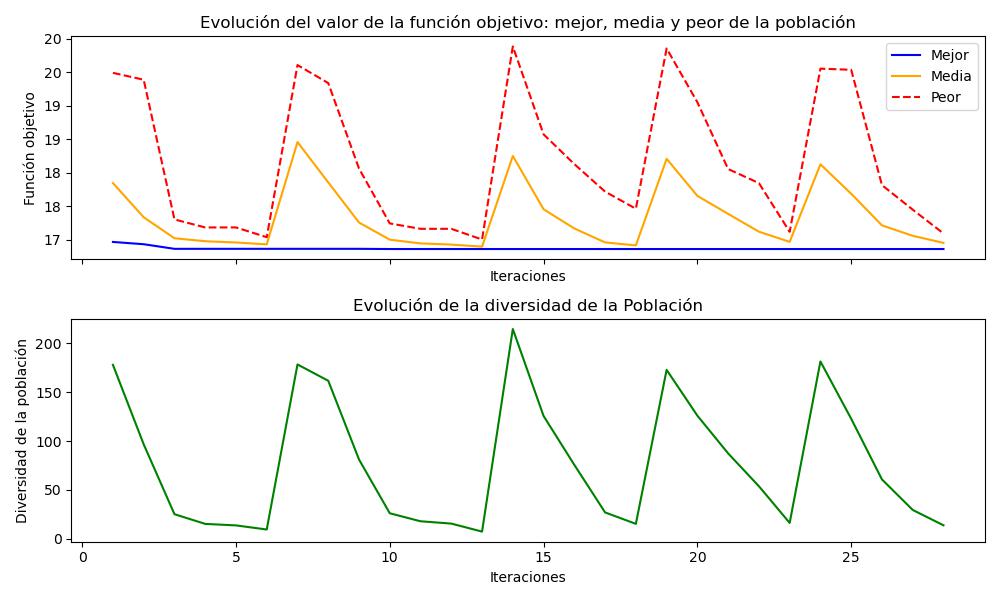 Evolución del valor de la función objetivo: mejor, media y peor de la población
Función objetivo
20
20
19
19
18
18
17
Mejor
Media
Peor
Iteraciones
Evolución de la diversidad de la Población
Diversidad de la población
200
150
100
50
0
0 5 10 15 20 25
Iteraciones